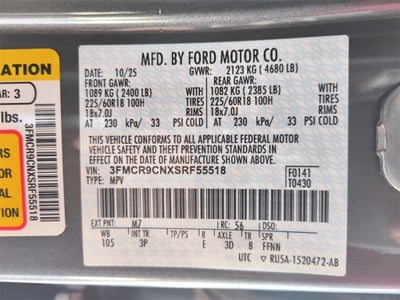 MFD. BY FORD MOTOR CO.
DATE: 10/25 GVWR: 2123 KG ( 4680 LB)
FRONT GAWR: REAR GAWR:
1089 KG ( 2400 LB) WITH 1082 KG ( 2385 LB) WITH
225/60R18 100H TIRES 225/60R18 100H TIRES
18x7.0J RIMS 18x7.0J RIMS
AT 230 kPa/ 33 PSI COLD AT 230 kPa/ 33 PSI COLD
THIS VEHICLE CONFORMS TO ALL APPLICABLE FEDERAL MOTOR
VEHICLE SAFETY AND THEFT PREVENTION STANDARDS IN EFFECT
ON THE DATE OF MANUFACTURE SHOWN ABOVE.
VIN: 3FMCR9CNXSRF55518 F0141
TYPE: MPV T0430
EXT PNT: M7 RC: 56 DSO:
WB INT TR TP/PS R AXLE TR SPR
105 3P E 3D 8 FFNN
UTC RUSA-1520472-AB
ATION
AR: 3
lbs.
3FMCR9CNXSRF55518